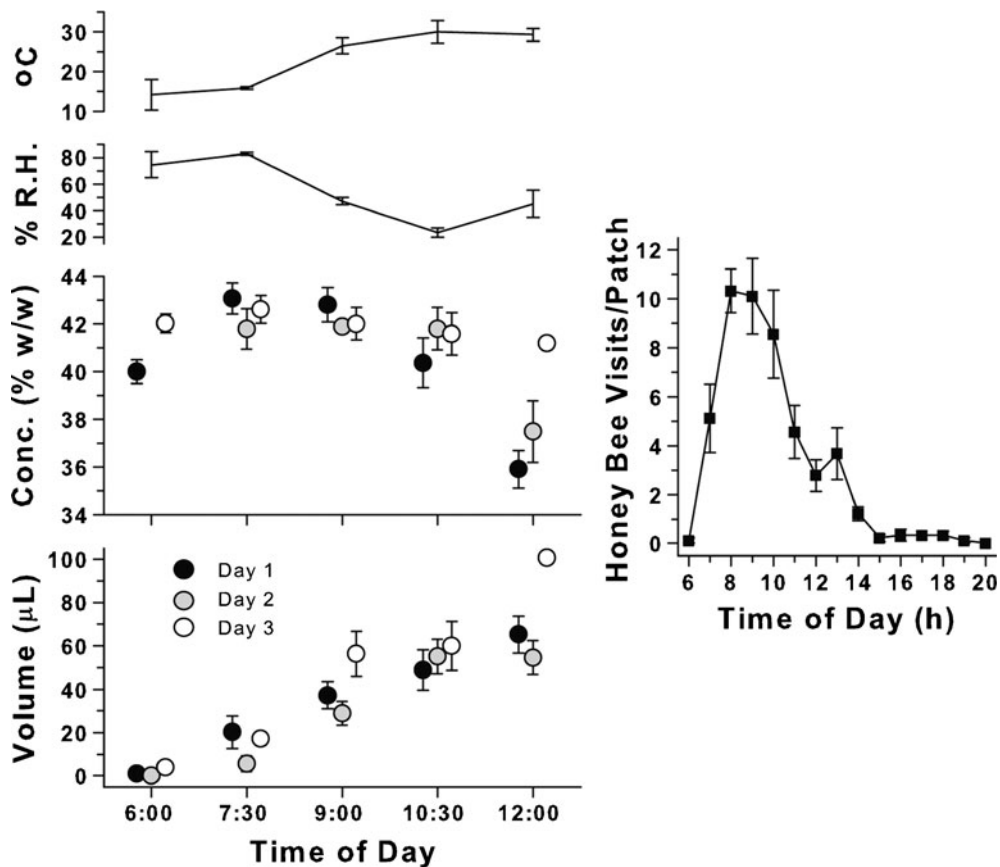 30
20
10
oC
80
60
40
20
% R.H.
44
42
40
38
36
34
Conc. (% w/w)
100
80
60
40
20
0
Volume (μL)
Day 1
Day 2
Day 3
6:00 7:30 9:00 10:30 12:00
Time of Day
12
10
8
6
4
2
0
Honey Bee Visits/Patch
6 8 10 12 14 16 18 20
Time of Day (h)